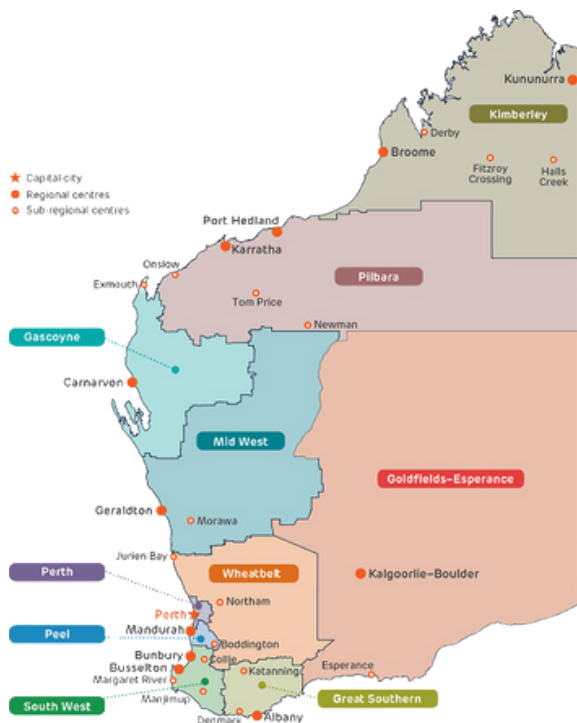 Kununurra
Kimberley
Derby
Broome
Fitzroy
Crossing
Halls
Creek
Capital city
Regional centres
Sub-regional centres
Port Hedland
Karratha
Onslow
Exmouth
Pilbara
Tom Price
Newman
Gascoyne
Carnarvon
Mid West
Goldfields-Esperance
Geraldton
Morawa
Jurien Bay
Perth
Wheatbelt
Kalgoorlie-Boulder
Northam
Perth
Peel
Mandurah
Boddington
Bunbury
Collie
Busselton
Katanning
Esperance
Margaret River
South West
Manjimup
Great Southern
Denmark
Albany